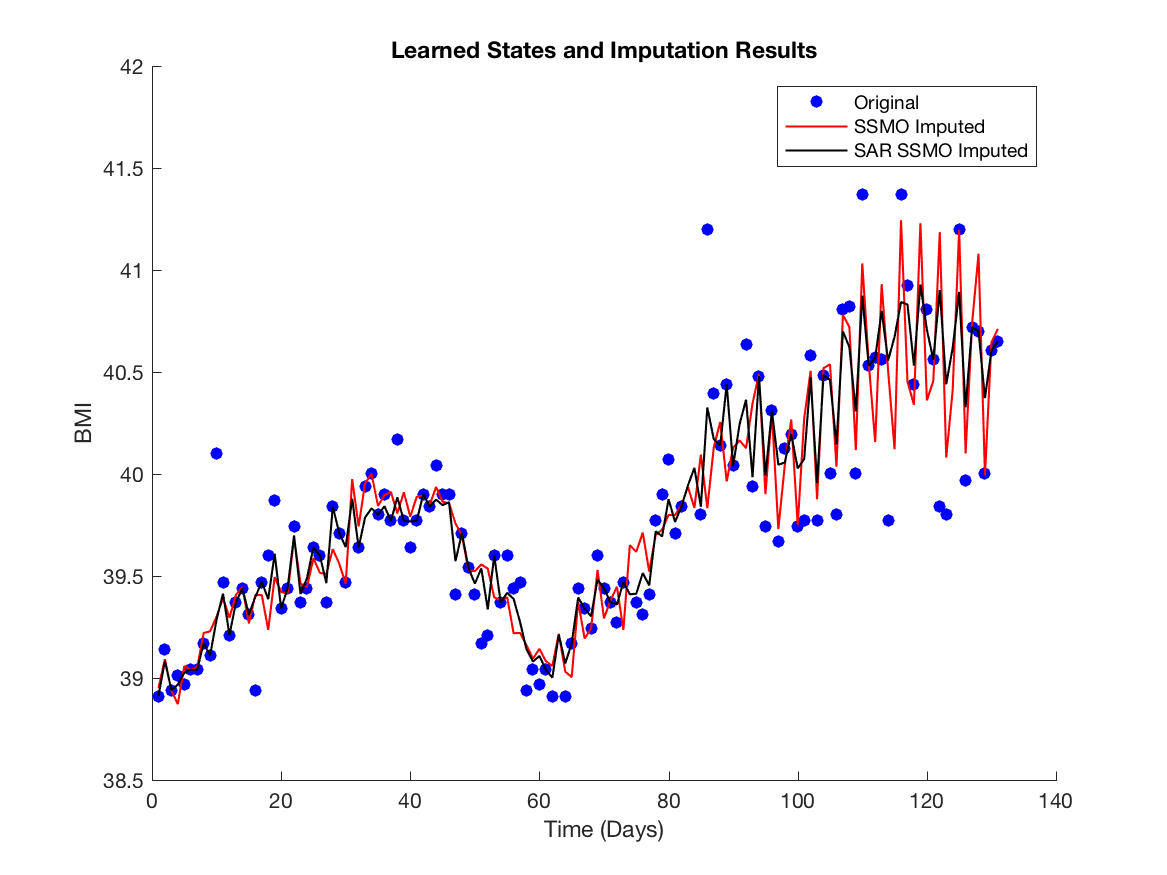 Learned States and Imputation Results
Original
SSMO Imputed
SAR SSMO Imputed
42
41.5
41
40.5
40
39.5
39
38.5
BMI
0 20 40 60 80 100 120 140
Time (Days)